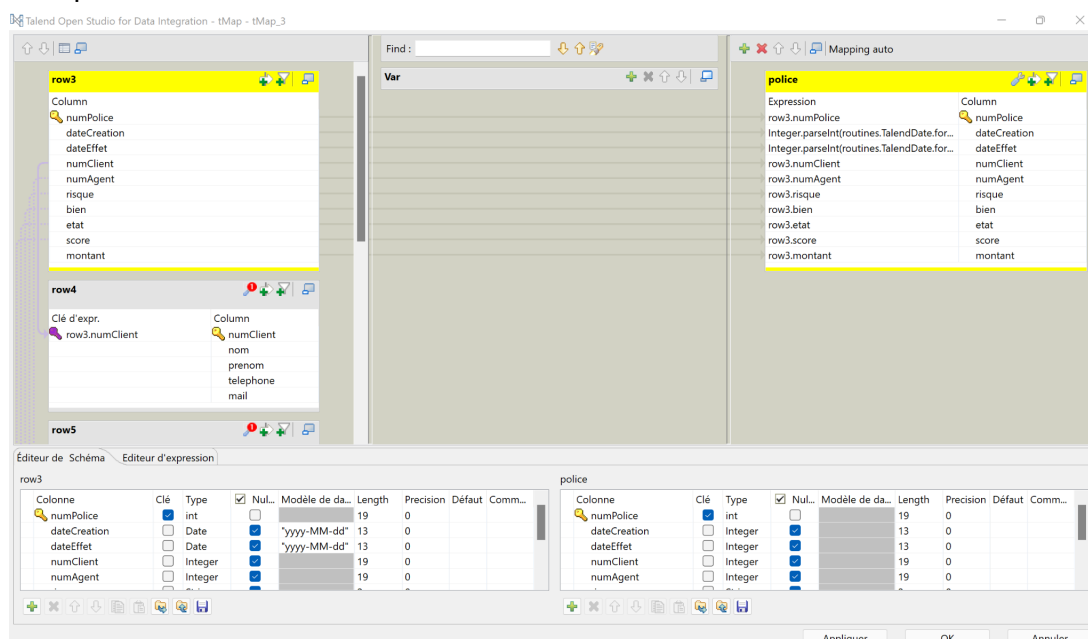 Talend Open Studio for Data Integration - tMap - tMap_3
Find :
Mapping auto
row3
Column
numPolice
dateCreation
dateEffet
numClient
numAgent
risque
bien
etat
score
montant
row4
Clé d'expr. Column
row3.numClient numClient
nom
prenom
telephone
mail
row5
Var
police
Expression Column
row3.numPolice numPolice
Integer.parseInt(routines.TalendDate.for... dateCreation
Integer.parseInt(routines.TalendDate.for... dateEffet
row3.numClient numClient
row3.numAgent numAgent
row3.risque risque
row3.bien bien
row3.etat etat
row3.score score
row3.montant montant
Éditeur de Schéma Editeur d'expression
row3
Colonne Clé Type Nul... Modèle de da... Length Precision Défaut Comm...
numPolice int 19 0
dateCreation Date "yyyy-MM-dd" 13 0
dateEffet Date "yyyy-MM-dd" 13 0
numClient Integer 19 0
numAgent Integer 19 0
police
Colonne Clé Type Nul... Modèle de da... Length Precision Défaut Comm...
numPolice int 19 0
dateCreation Integer 13 0
dateEffet Integer 13 0
numClient Integer 19 0
numAgent Integer 19 0
Appliquer OK Annuler